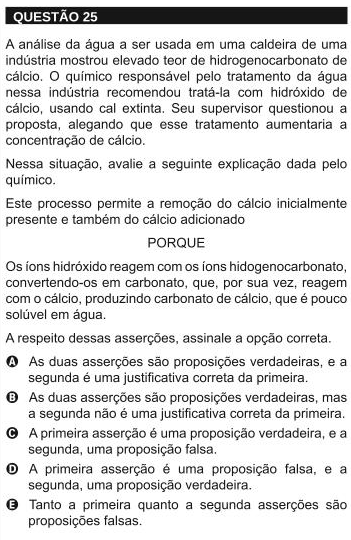 QUESTÃO 25
A análise da água a ser usada em uma caldeira de uma
indústria mostrou elevado teor de hidrogenocarbonato de
cálcio. O químico responsável pelo tratamento da água
nessa indústria recomendou tratá-la com hidróxido de
cálcio, usando cal extinta. Seu supervisor questionou a
proposta, alegando que esse tratamento aumentaria a
concentração de cálcio.
Nessa situação, avalie a seguinte explicação dada pelo
químico.
Este processo permite a remoção do cálcio inicialmente
presente e também do cálcio adicionado
PORQUE
Os íons hidróxido reagem com os íons hidogenocarbonato,
convertendo-os em carbonato, que, por sua vez, reagem
com o cálcio, produzindo carbonato de cálcio, que é pouco
solúvel em água.
A respeito dessas asserções, assinale a opção correta.
A As duas asserções são proposições verdadeiras, e a
segunda é uma justificativa correta da primeira.
B As duas asserções são proposições verdadeiras, mas
a segunda não é uma justificativa correta da primeira.
C A primeira asserção é uma proposição verdadeira, e a
segunda, uma proposição falsa.
D A primeira asserção é uma proposição falsa, e a
segunda, uma proposição verdadeira.
E Tanto a primeira quanto a segunda asserções são
proposições falsas.